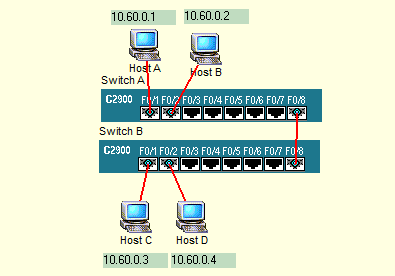 10.60.0.1 10.60.0.2
Host A Host B
Switch A
C2900 F0/1 F0/2 F0/3 F0/4 F0/5 F0/6 F0/7 F0/8
Switch B
C2900 F0/1 F0/2 F0/3 F0/4 F0/5 F0/6 F0/7 F0/8
Host C Host D
10.60.0.3 10.60.0.4